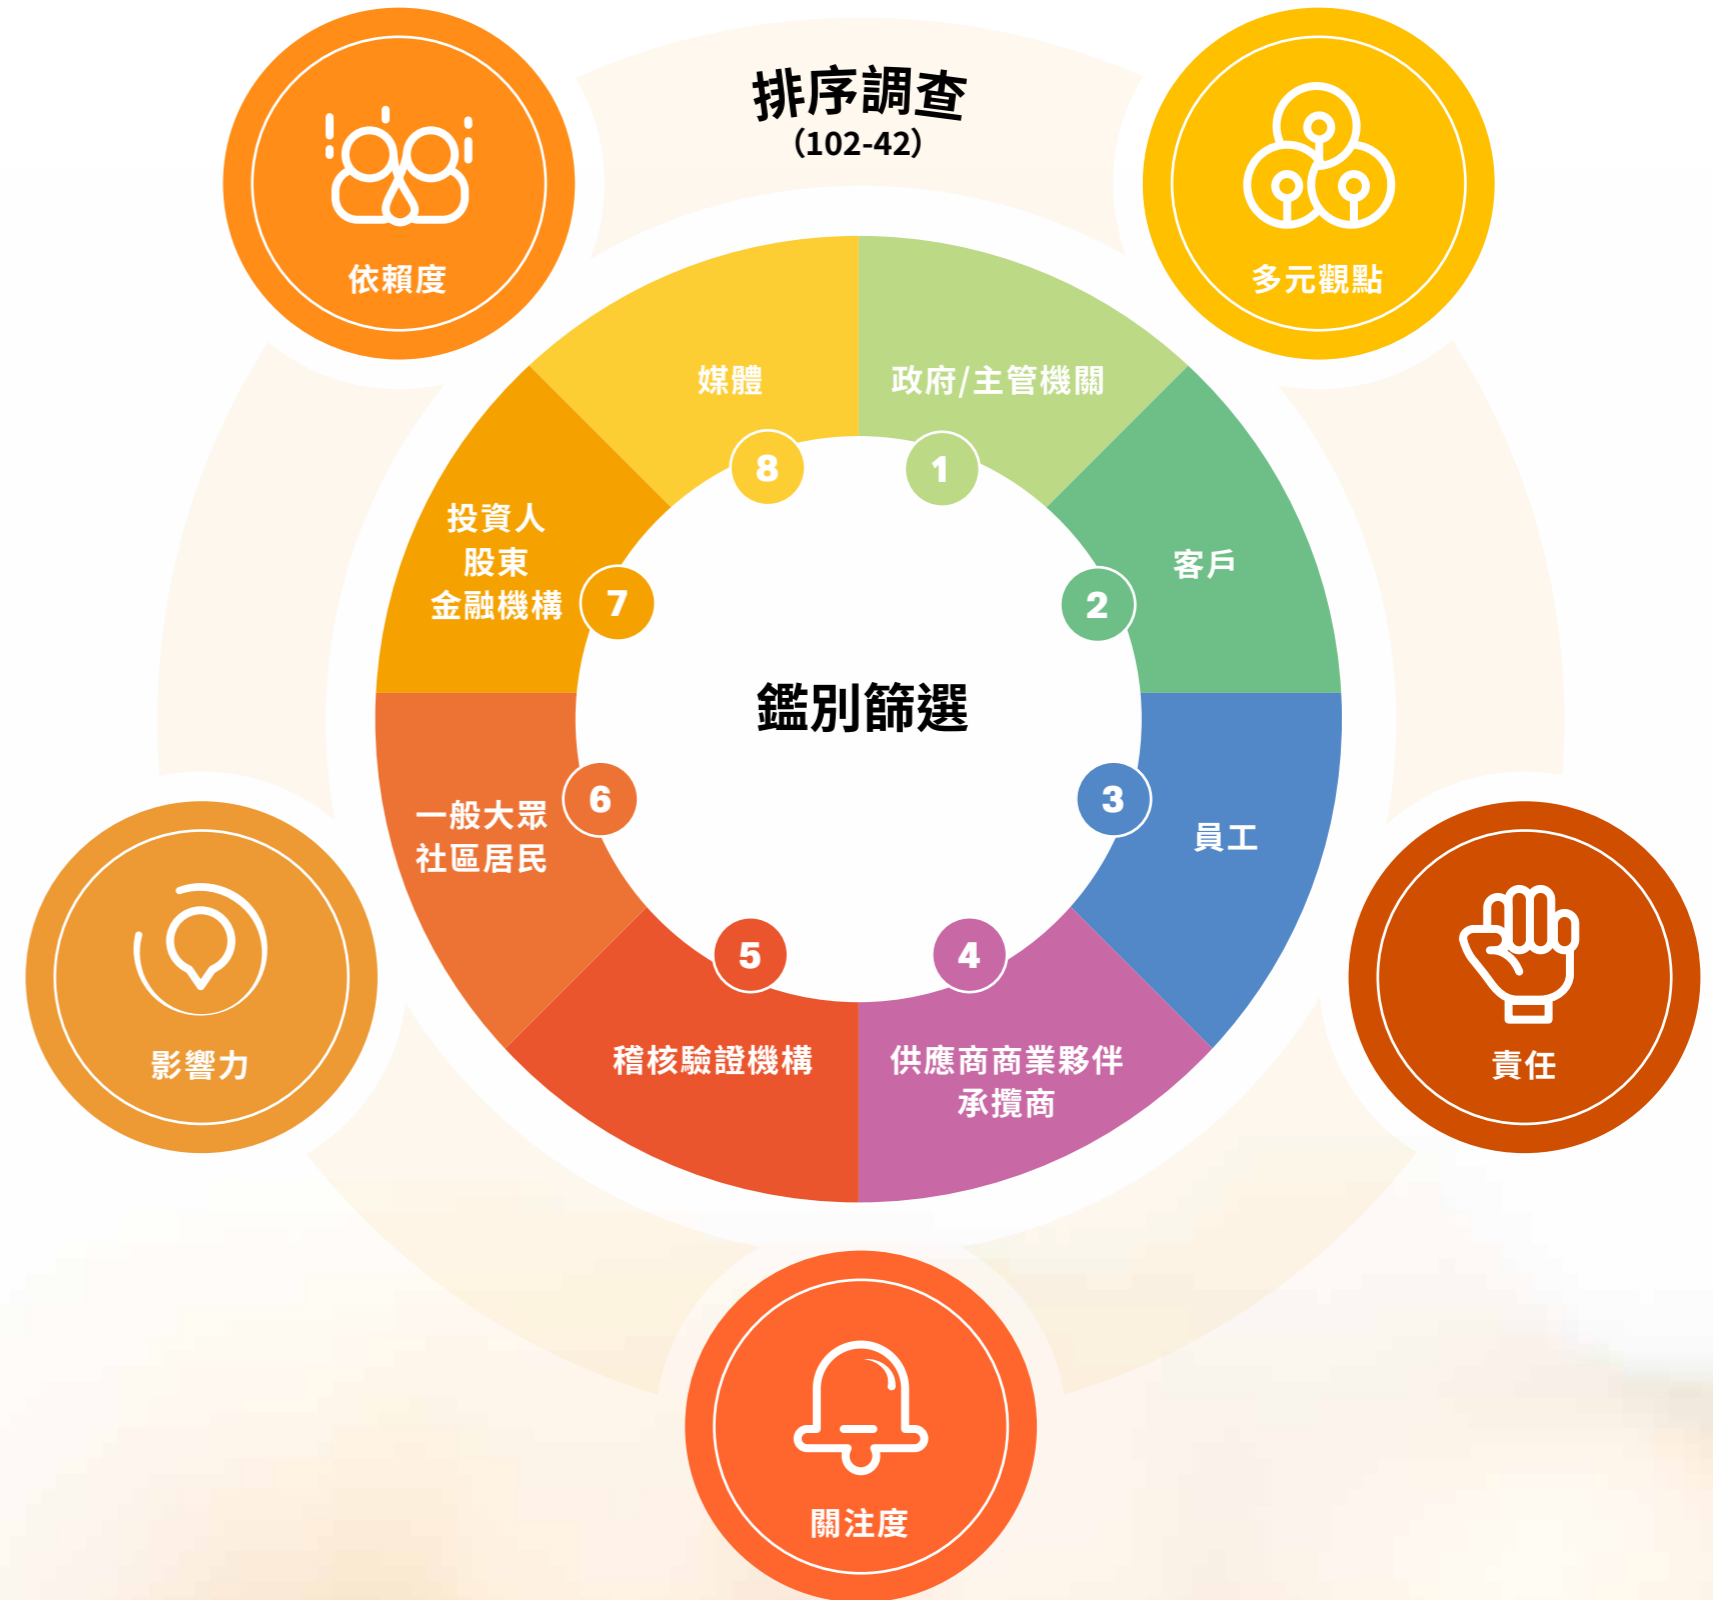 排序調查
（102-42）
依賴度
多元觀點
媒體
政府/主管機關
8
1
投資人
股東
金融機構
7
2
客戶
鑑別篩選
一般大眾
社區居民
6
3
員工
5
4
稽核驗證機構
供應商商業夥伴
承攬商
影響力
責任
關注度